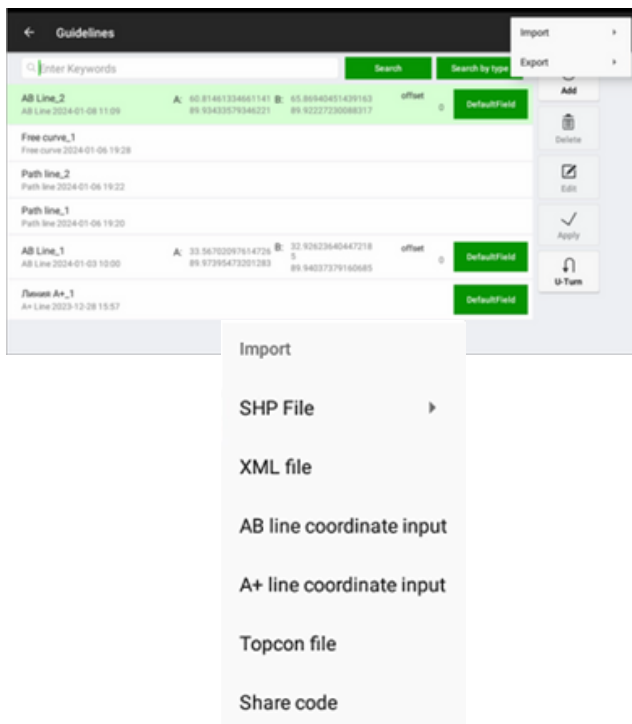 Guidelines
Import
Export
Enter Keywords
Search
Search by type
Add
AB Line_2
AB Line 2024-01-08 11:09
A: 60.81461334661141 B: 65.86940451439163 offset
89.93433579346221 89.92227230088317 0
DefaultField
Delete
Free curve_1
Free curve 2024-01-06 19:28
Path line_2
Path line 2024-01-06 19:22
Edit
Path line_1
Path line 2024-01-06 19:20
Apply
AB Line_1
AB Line 2024-01-03 10:00
A: 33.56702097614726 B: 32.92623640447218 offset
5
89.97395473201283 89.94037379160685 0
DefaultField
U-Turn
Линия A+_1
A+ Line 2023-12-28 15:57
DefaultField
Import
SHP File
XML file
AB line coordinate input
A+ line coordinate input
Topcon file
Share code